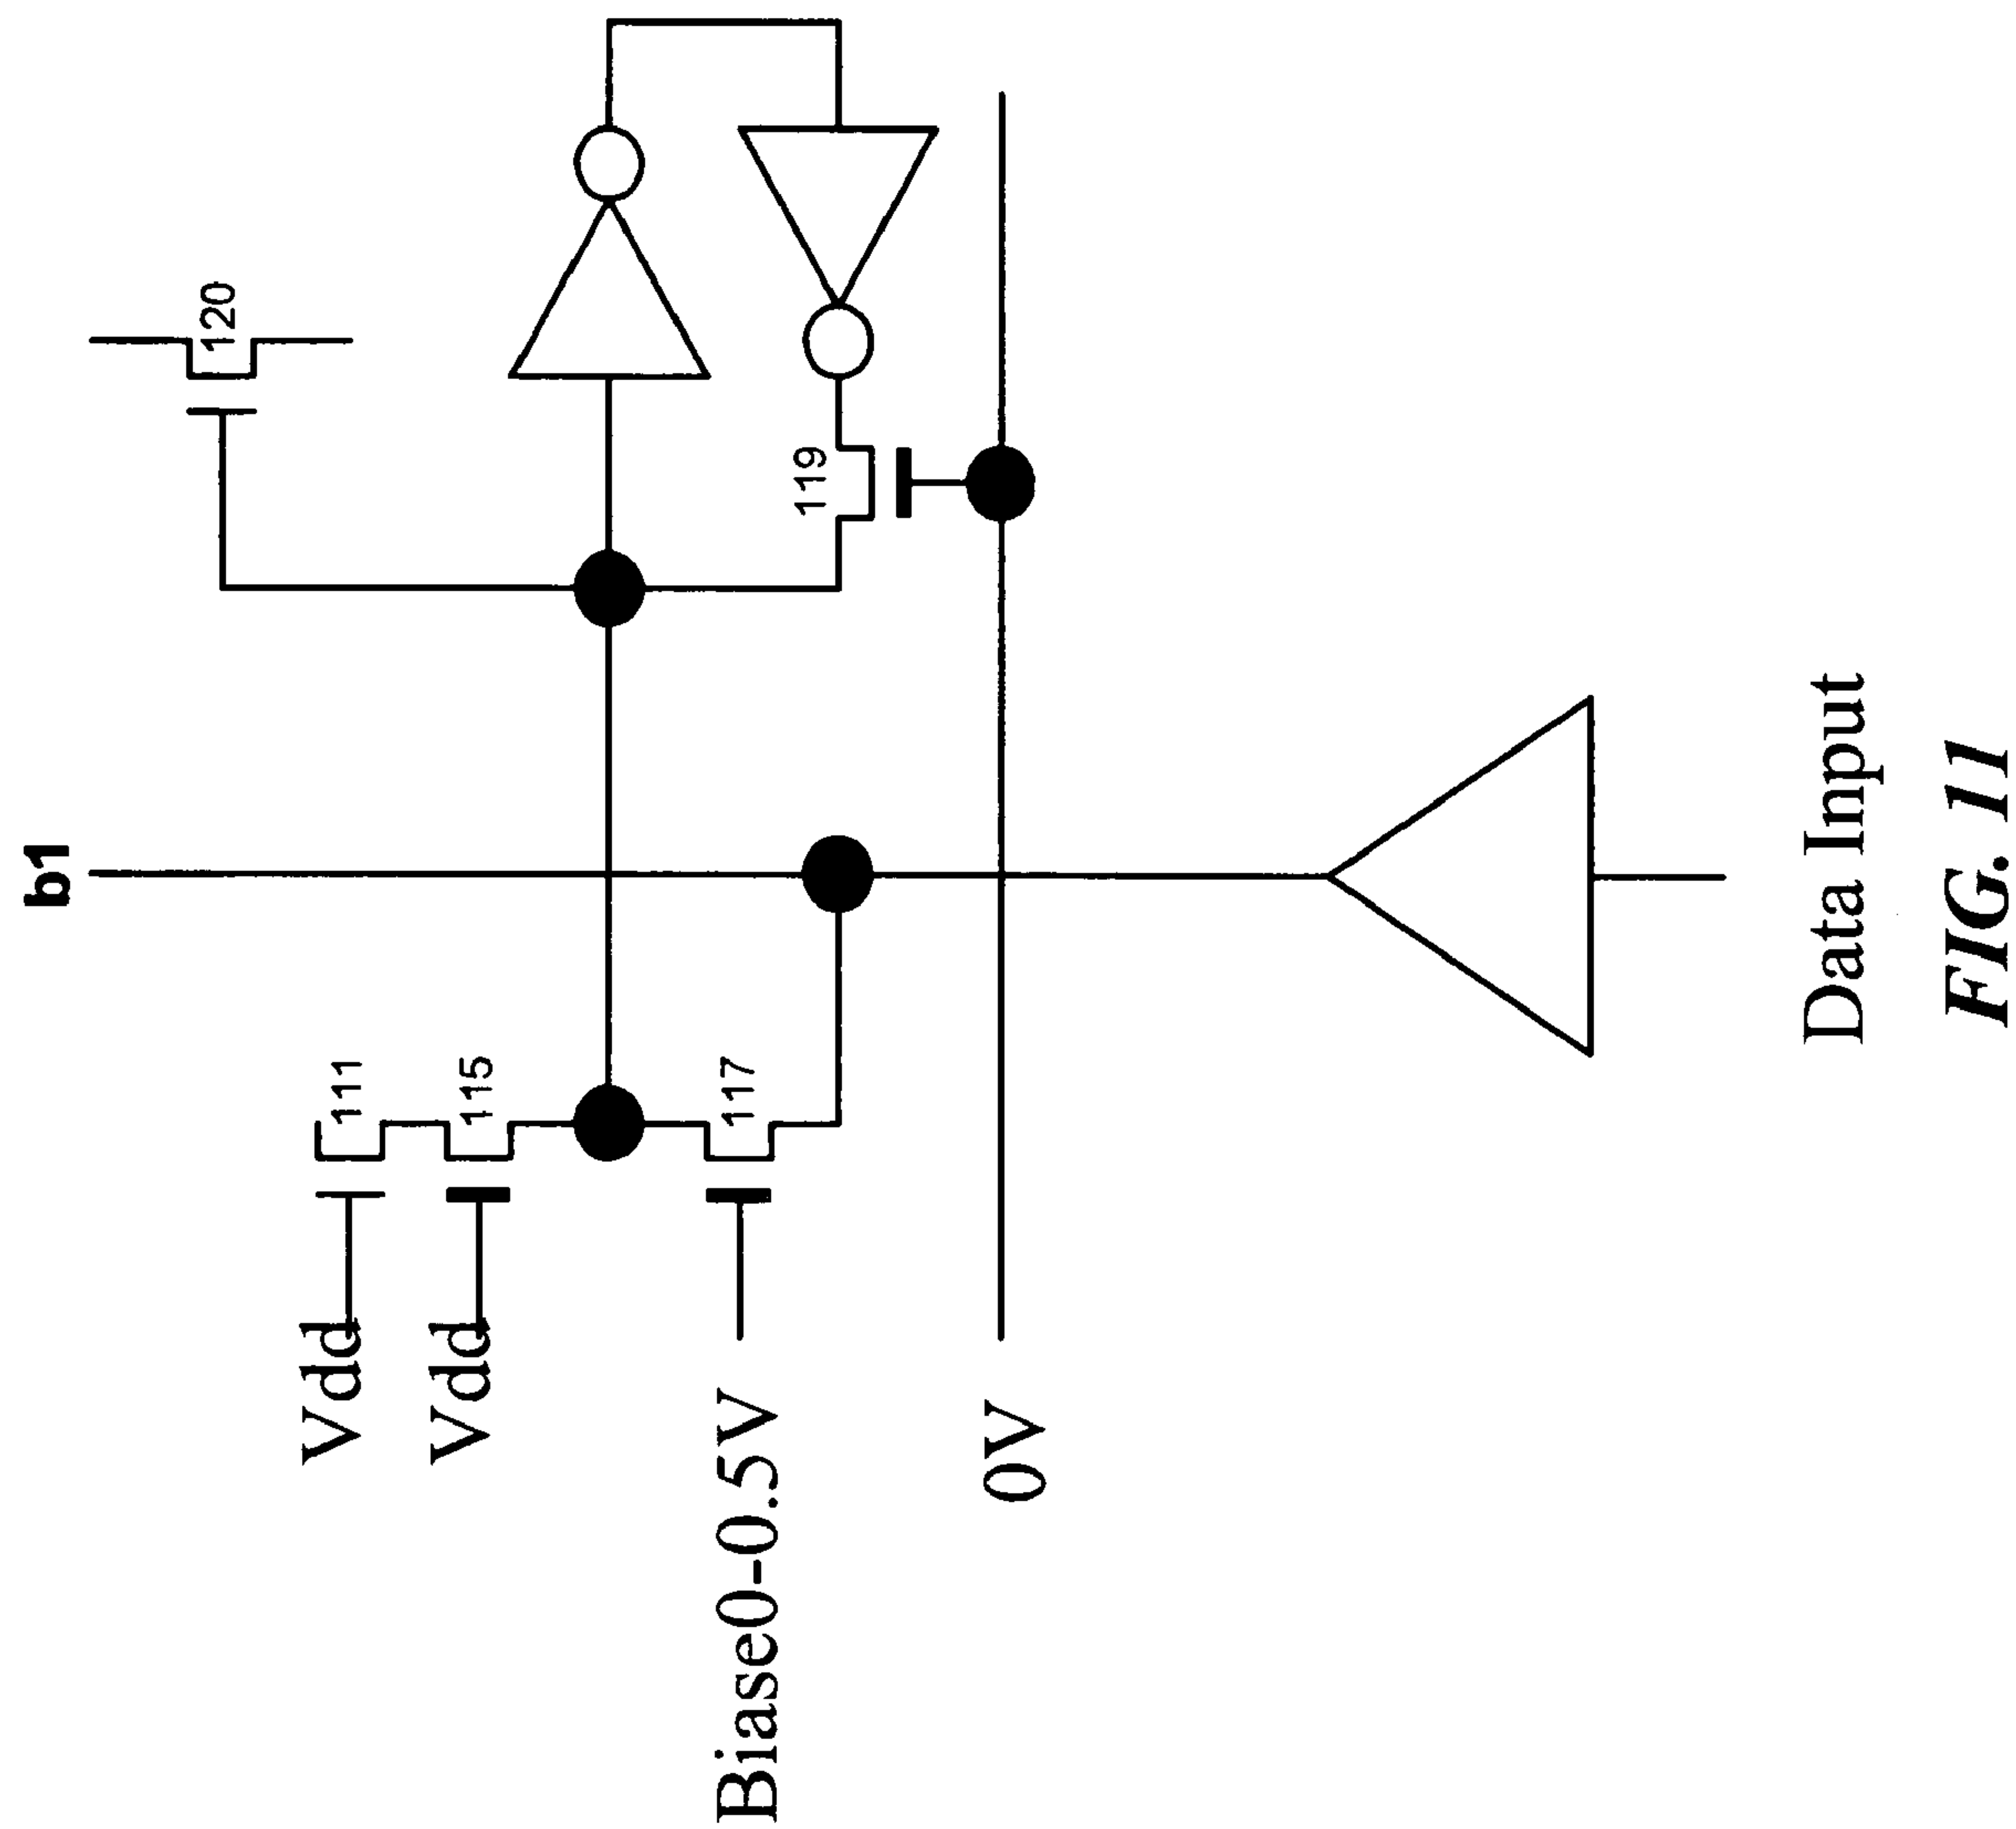 b1
120
111
115
117
119
Vdd
Vdd
Biase0-0.5V
0V
Data Input
FIG. 11